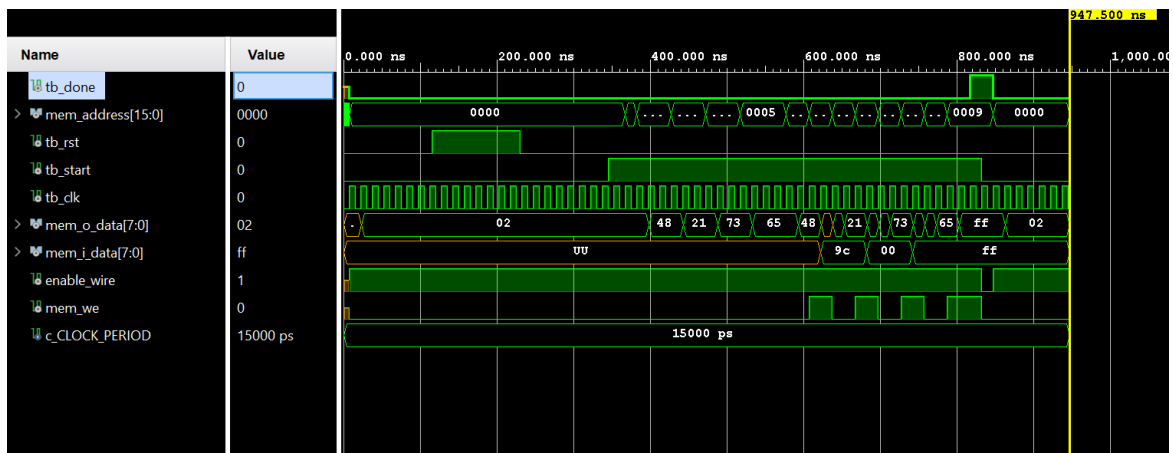 947.500 ns
Name Value
0.000 ns 200.000 ns 400.000 ns 600.000 ns 800.000 ns 1,000.00
tb_done 0
mem_address[15:0] 0000 0000 ... ... ... 0005 .. .. .. .. .. .. .. 0009 0000
tb_rst 0
tb_start 0
tb_clk 0
mem_o_data[7:0] 02 . 02 48 21 73 65 48 21 73 65 ff 02
mem_i_data[7:0] ff UU 9c 00 ff
enable_wire 1
mem_we 0
c_CLOCK_PERIOD 15000 ps 15000 ps